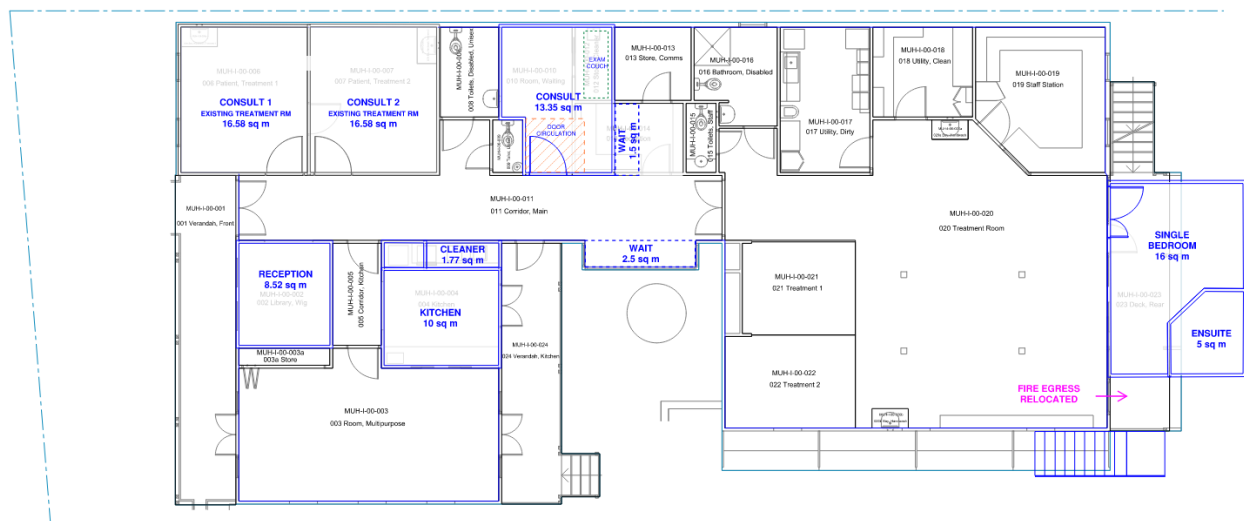 MUH-I-00-006
006 Patient, Treatment 1
CONSULT 1
EXISTING TREATMENT RM
16.58 sq m
MUH-I-00-007
007 Patient, Treatment 2
CONSULT 2
EXISTING TREATMENT RM
16.58 sq m
008 Toilets, Disabled, Unisex
MUH-I-00-010
010 Room, Waiting
EXAM
COUCH
CONSULT
13.35 sq m
DOOR
CIRCULATION
WAIT
1.5 sq m
MUH-I-00-013
013 Store, Comms
MUH-I-00-015
015 Toilets, Staff
MUH-I-00-016
016 Bathroom, Disabled
MUH-I-00-017
017 Utility, Dirty
MUH-I-00-018
018 Utility, Clean
MUH-I-00-019
019 Staff Station
MUH-I-00-001
001 Verandah, Front
MUH-I-00-011
011 Corridor, Main
MUH-I-00-020
020 Treatment Room
SINGLE
BEDROOM
16 sq m
MUH-I-00-023
023 Deck, Rear
ENSUITE
5 sq m
RECEPTION
8.52 sq m
MUH-I-00-002
002 Library, Wig
MUH-I-00-005
005 Corridor, Kitchen
CLEANER
1.77 sq m
MUH-I-00-004
004 Kitchen
KITCHEN
10 sq m
WAIT
2.5 sq m
MUH-I-00-021
021 Treatment 1
MUH-I-00-003a
003a Store
MUH-I-00-024
024 Verandah, Kitchen
W
MUH-I-00-022
022 Treatment 2
MUH-I-00-003
003 Room, Multipurpose
FIRE EGRESS
RELOCATED